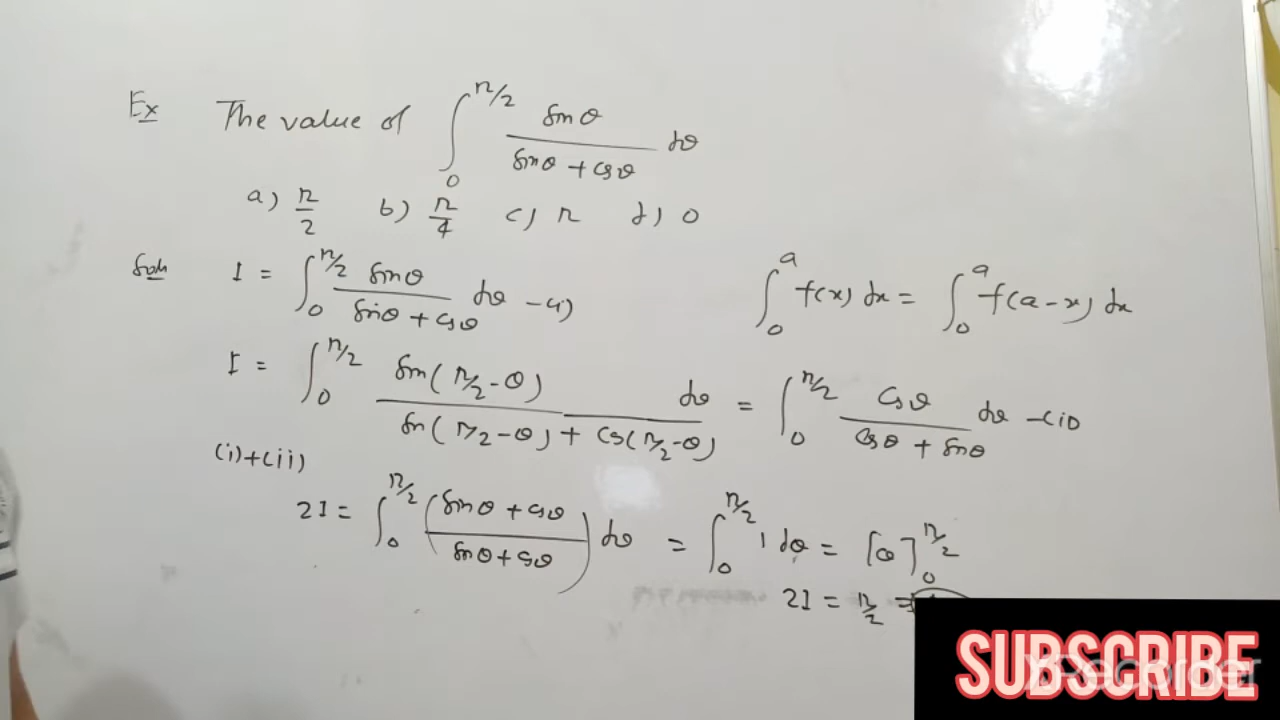 Ex The value of ∫₀^{π/2} sinθ/(sinθ + cosθ) dθ
a) π/2 b) π/4 c) π d) 0
Soln I = ∫₀^{π/2} sinθ/(sinθ + cosθ) dθ -(i)
∫₀^a f(x) dx = ∫₀^a f(a-x) dx
I = ∫₀^{π/2} sin(π/2-θ)/(sin(π/2-θ) + cos(π/2-θ)) dθ = ∫₀^{π/2} cosθ/(cosθ + sinθ) dθ -(ii)
(i)+(ii)
2I = ∫₀^{π/2} ((sinθ + cosθ)/(sinθ + cosθ)) dθ = ∫₀^{π/2} 1 dθ = [θ]₀^{π/2}
2I = π/2 ⇒
SUBSCRIBE
XRecorder